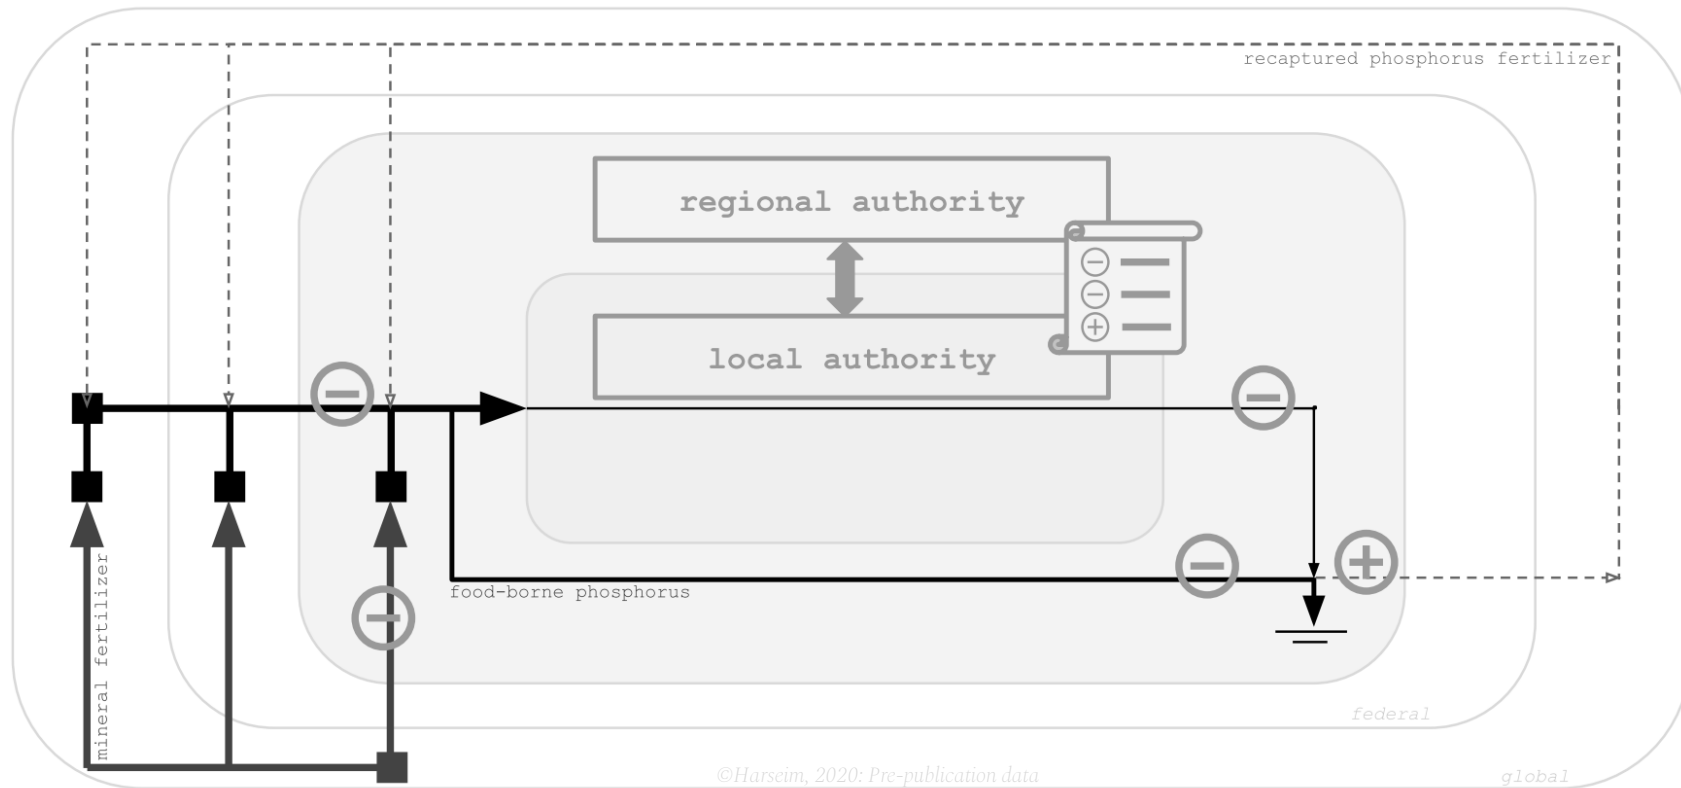 recaptured phosphorus fertilizer
regional authority
local authority
food-borne phosphorus
mineral fertilizer
federal
©Harseim, 2020: Pre-publication data
global